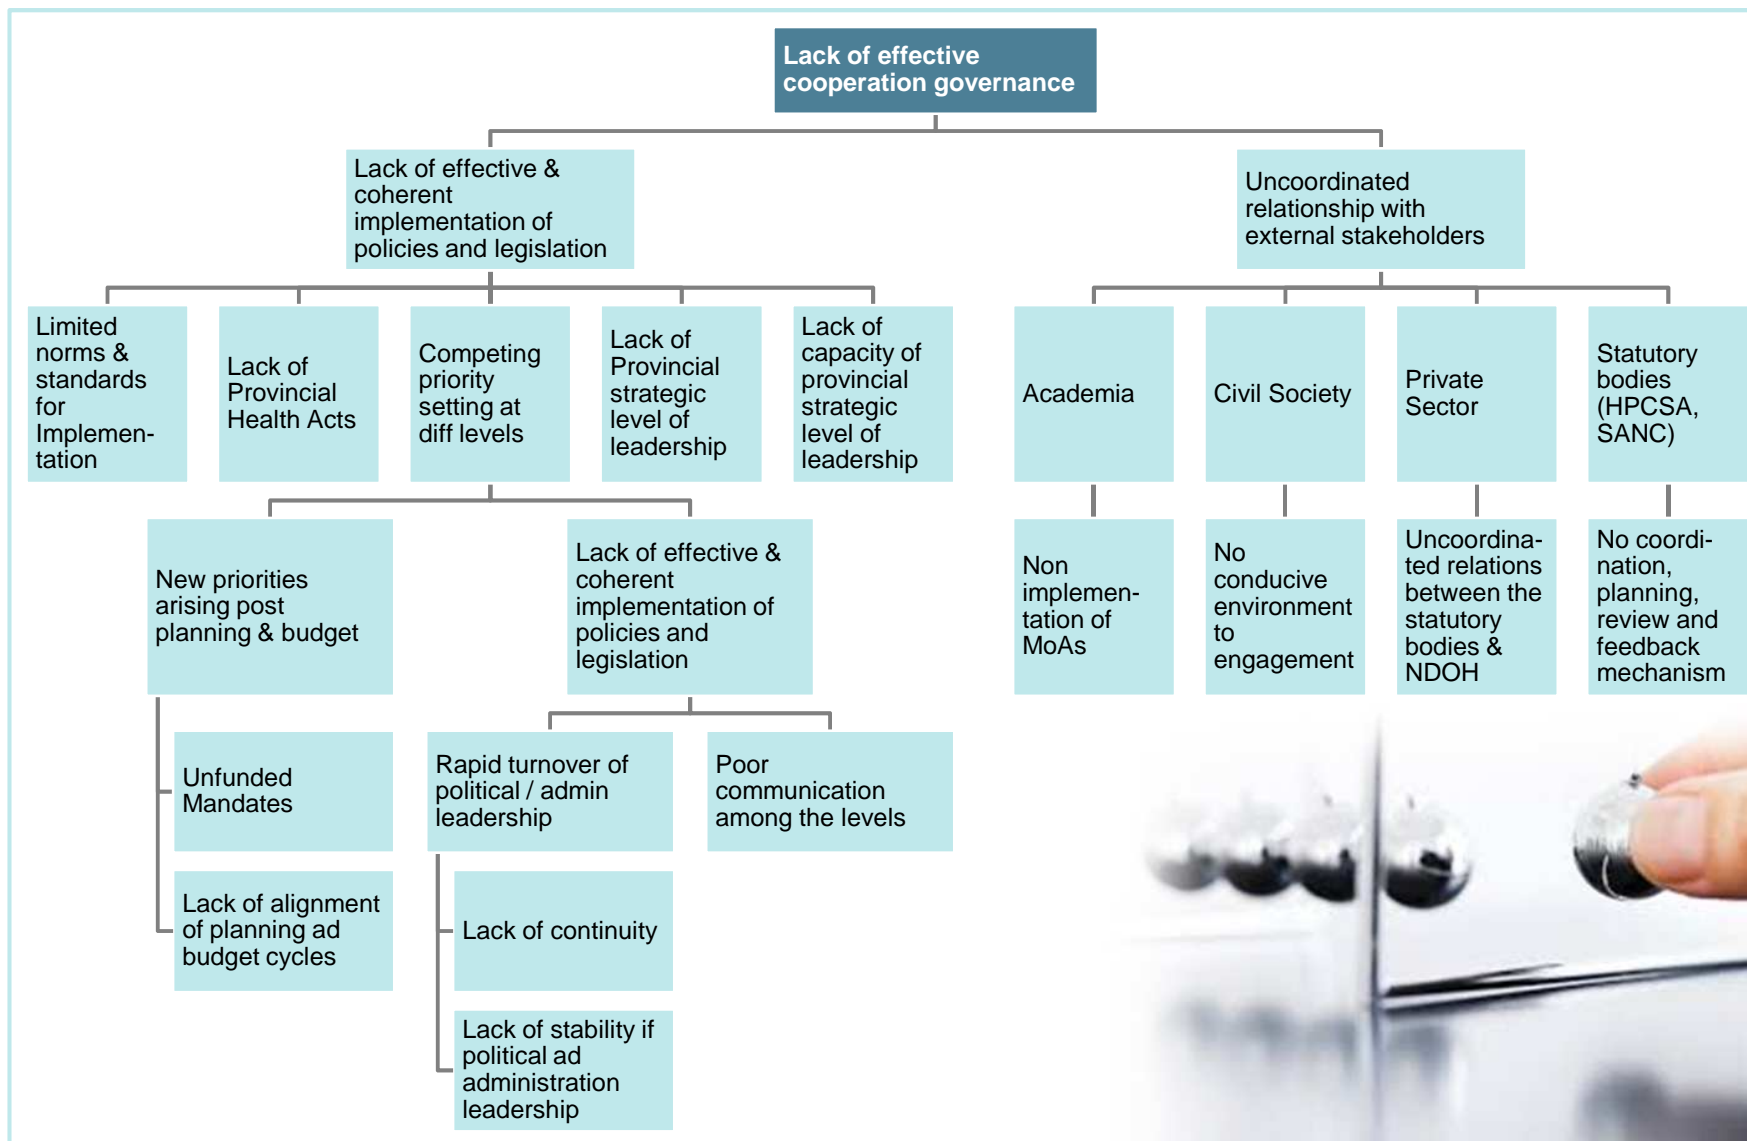 Lack of effective
cooperation governance
Lack of effective &
coherent
implementation of
policies and legislation
Uncoordinated
relationship with
external stakeholders
Limited
norms &
standards
for
Implemen-
tation
Lack of
Provincial
Health Acts
Competing
priority
setting at
diff levels
Lack of
Provincial
strategic
level of
leadership
Lack of
capacity of
provincial
strategic
level of
leadership
Academia
Civil Society
Private
Sector
Statutory
bodies
(HPCSA,
SANC)
New priorities
arising post
planning & budget
Lack of effective &
coherent
implementation of
policies and
legislation
Non
implemen-
tation of
MoAs
No
conducive
environment
to
engagement
Uncoordina-
ted relations
between the
statutory
bodies &
NDOH
No coordi-
nation,
planning,
review and
feedback
mechanism
Unfunded
Mandates
Rapid turnover of
political / admin
leadership
Poor
communication
among the levels
Lack of alignment
of planning ad
budget cycles
Lack of continuity
Lack of stability if
political ad
administration
leadership